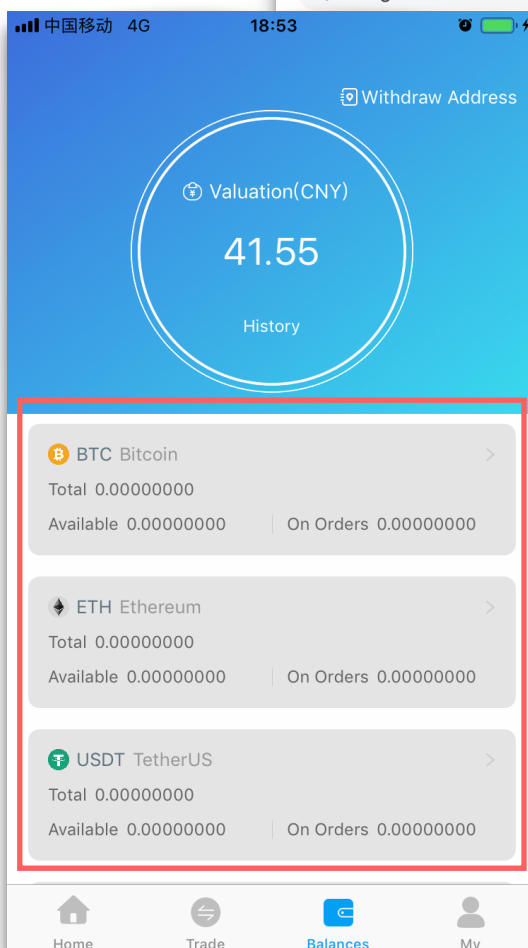 中国移动 4G 18:53
Withdraw Address
Valuation(CNY)
41.55
History
BTC Bitcoin
Total 0.00000000
Available 0.00000000 On Orders 0.00000000
ETH Ethereum
Total 0.00000000
Available 0.00000000 On Orders 0.00000000
USDT TetherUS
Total 0.00000000
Available 0.00000000 On Orders 0.00000000
Home Trade Balances My